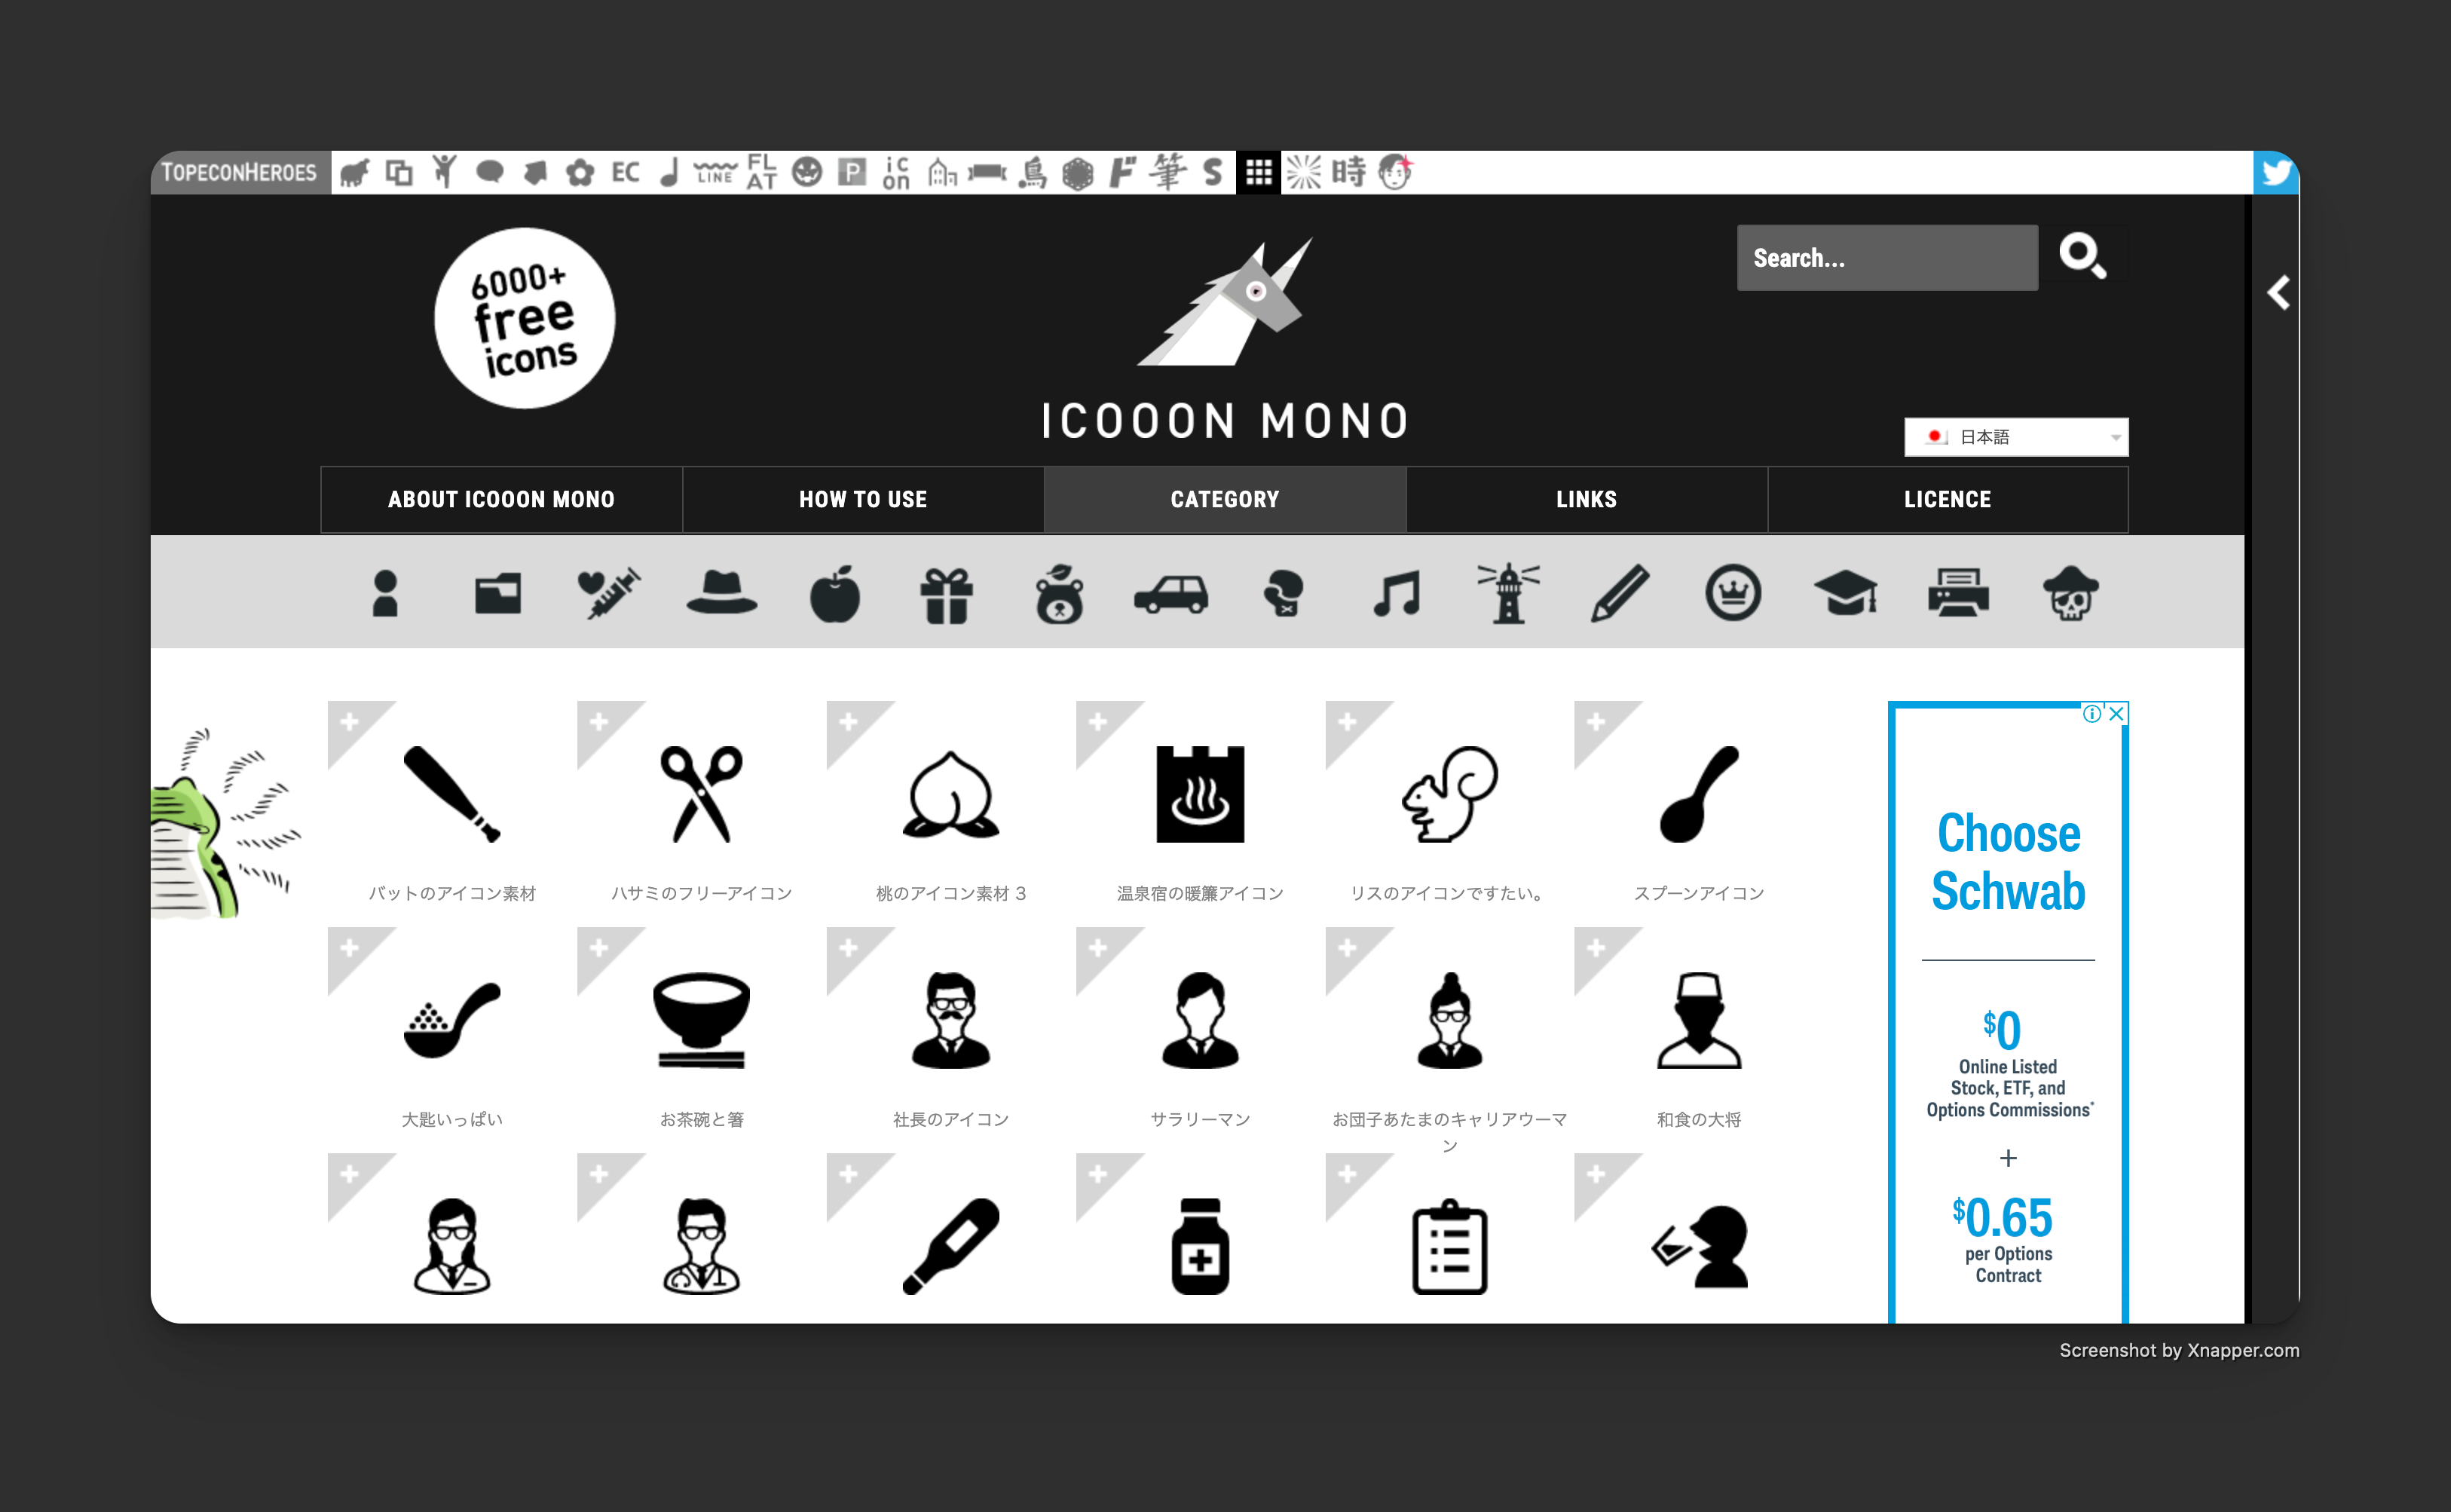 TOPECONHEROES EC LINE FL AT P ic on 鳥 ド 筆 S 時
6000+
free
icons
Search...
ICOOON MONO
日本語
ABOUT ICOOON MONO HOW TO USE CATEGORY LINKS LICENCE
バットのアイコン素材 ハサミのフリーアイコン 桃のアイコン素材 3 温泉宿の暖簾アイコン リスのアイコンですたい。 スプーンアイコン
大匙いっぱい お茶碗と箸 社長のアイコン サラリーマン お団子あたまのキャリアウーマ
ン
和食の大将
Choose
Schwab
$0
Online Listed
Stock, ETF, and
Options Commissions*
+
$0.65
per Options
Contract
Screenshot by Xnapper.com